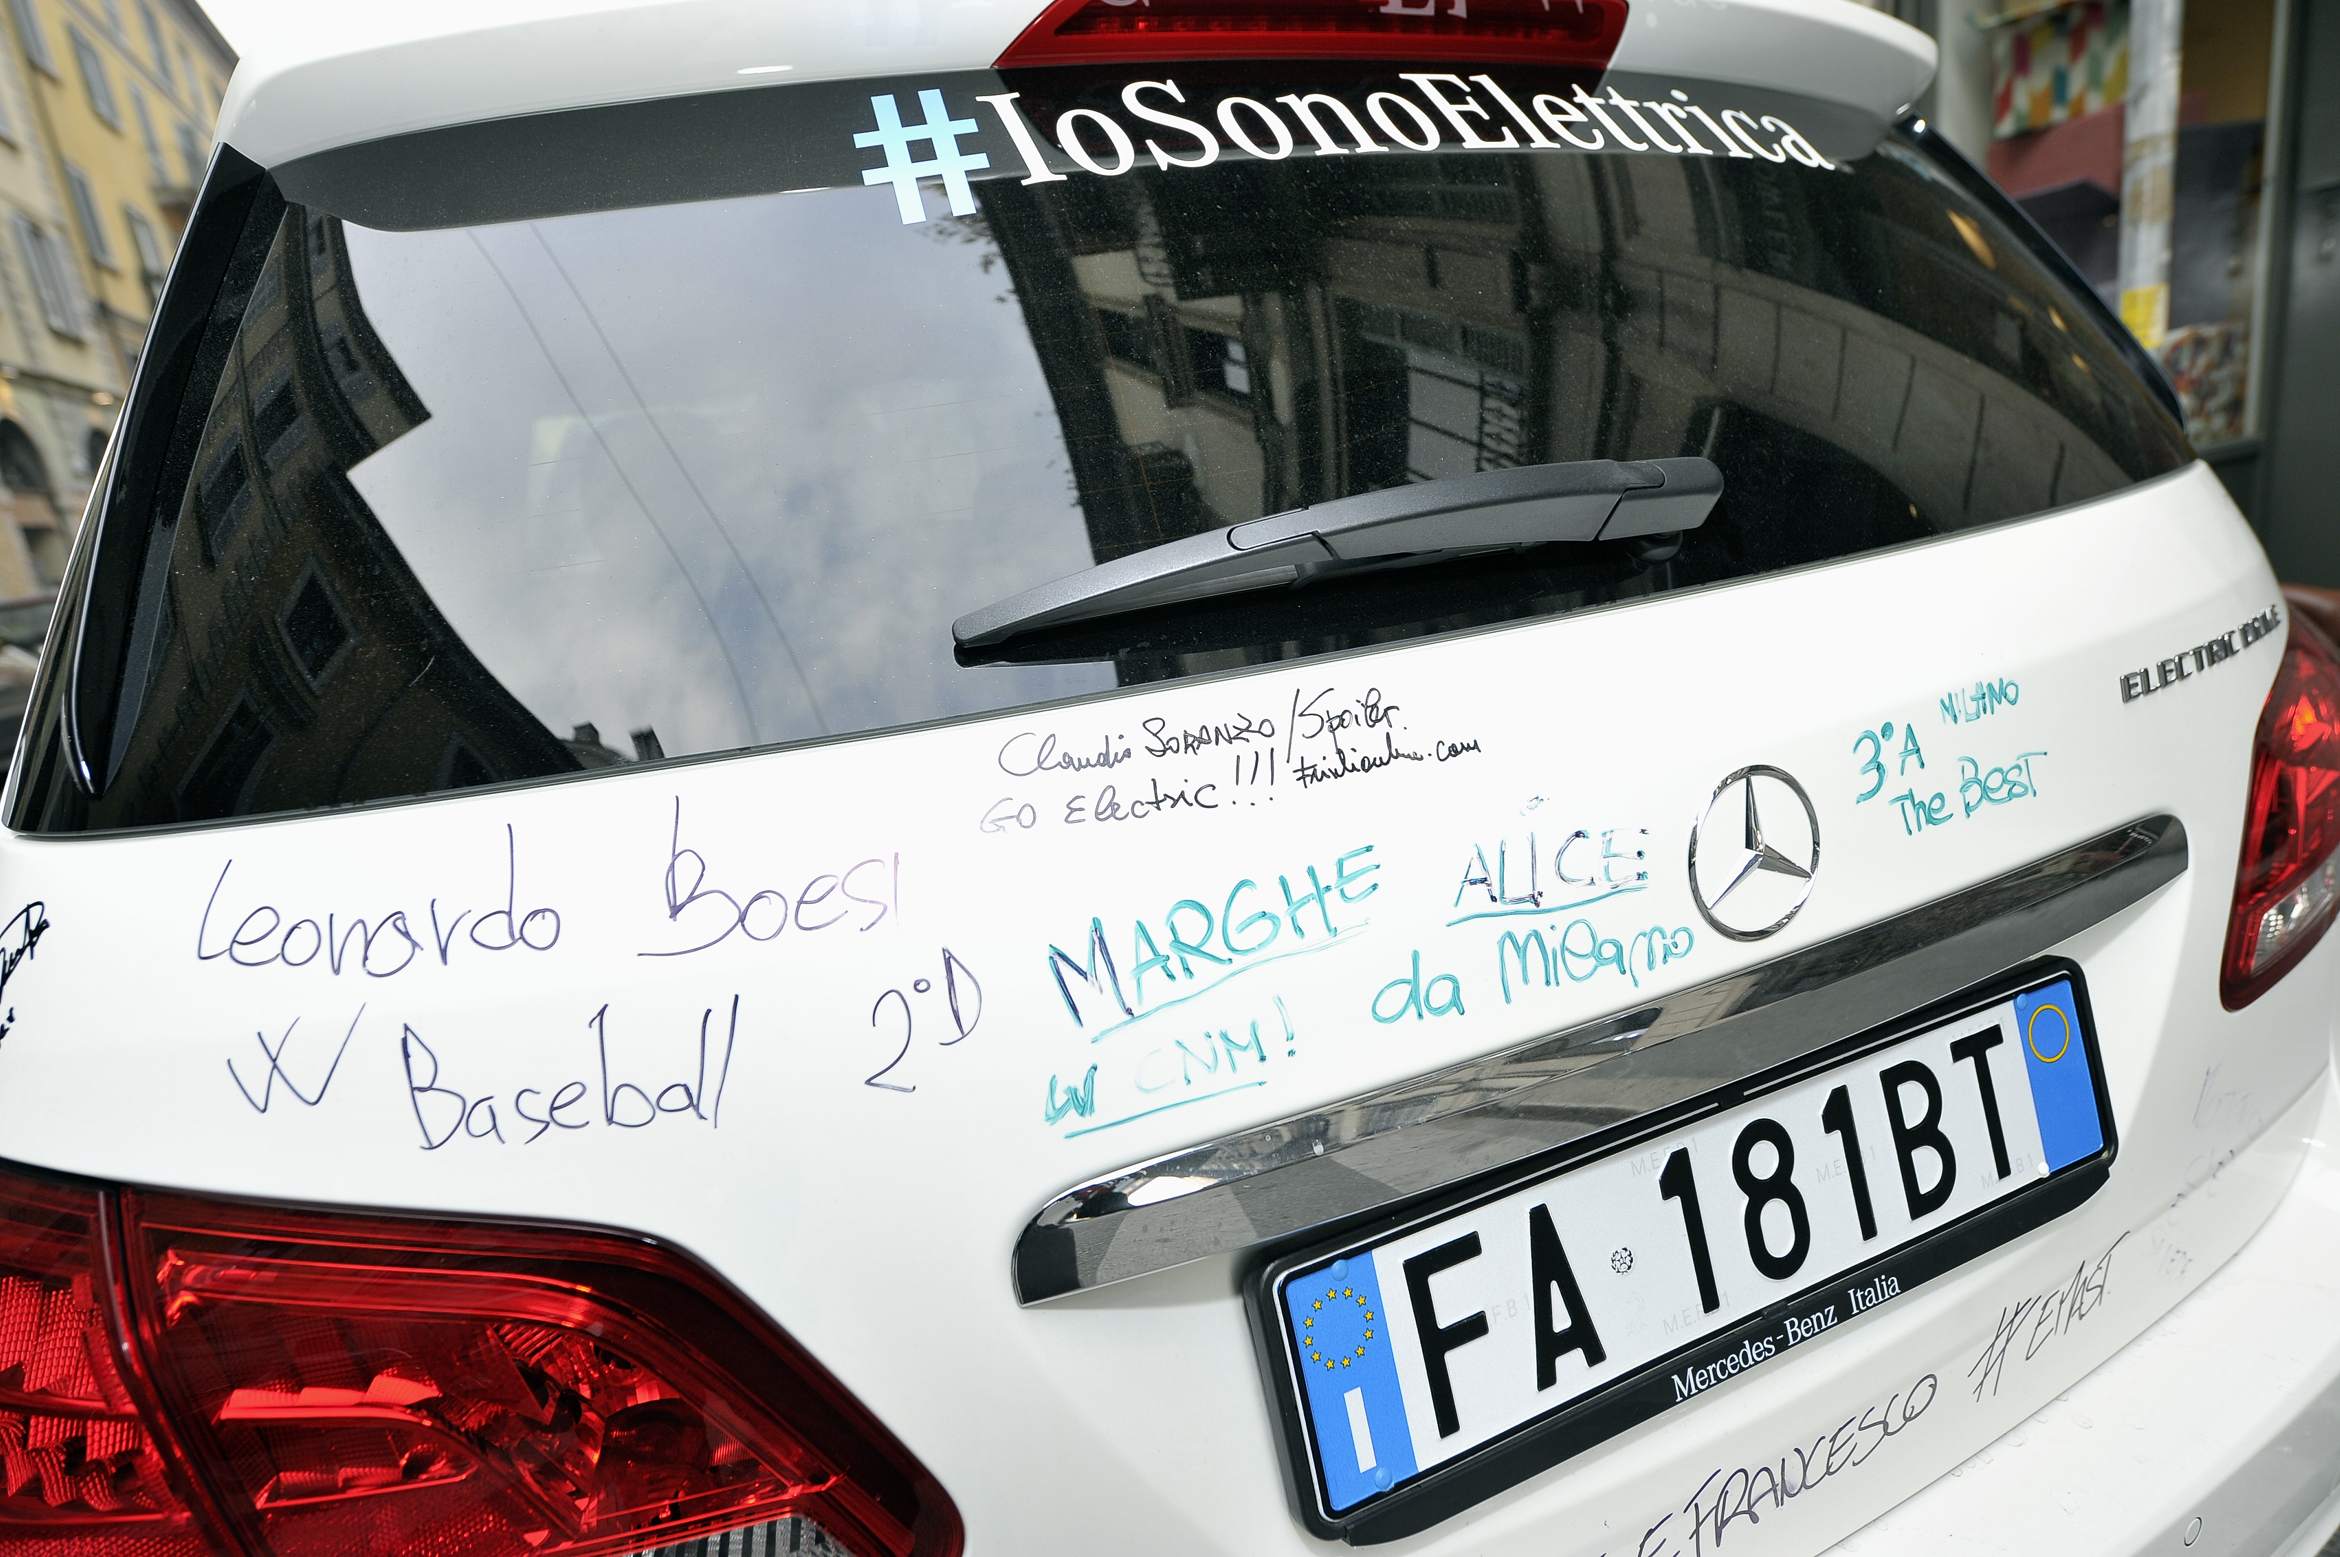 #IoSonoElettrica
ELECTRIC DRIVE
Claudio SORANZO / Spoiler
GO Electric!!!
3°A MILANO
The Best
Leonardo Boesi
W Baseball 2°D
MARGHE ALICE
da Milano
W CNM!
FA 181BT
Mercedes-Benz Italia
FRANCESCO